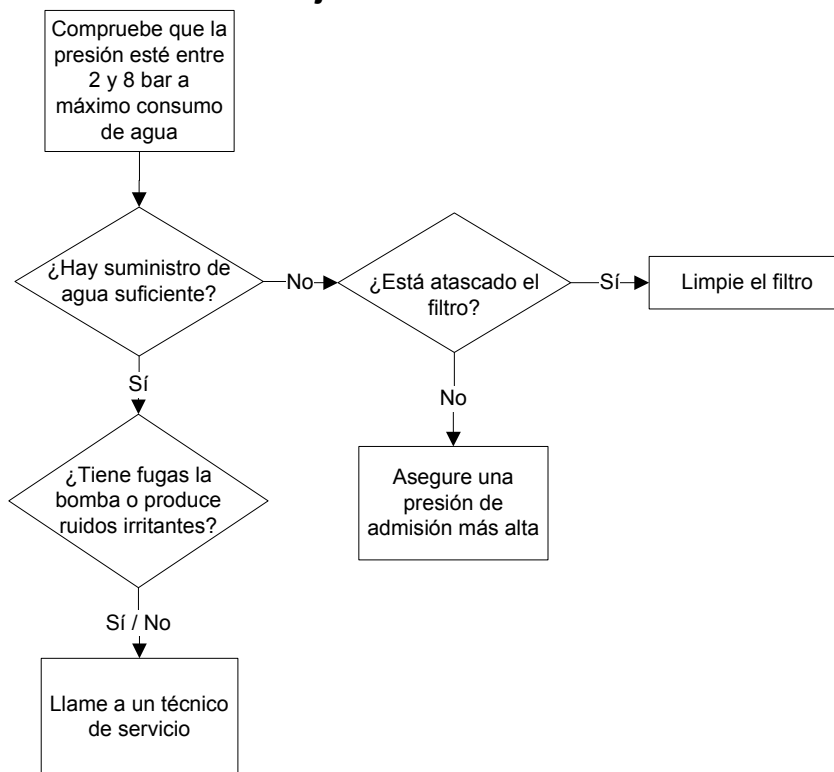 Compruebe que la
presión esté entre
2 y 8 bar a
máximo consumo
de agua
¿Hay suministro de
agua suficiente?
No
¿Está atascado el
filtro?
Sí
Limpie el filtro
Sí
No
¿Tiene fugas la
bomba o produce
ruidos irritantes?
Asegure una
presión de
admisión más alta
Sí / No
Llame a un técnico
de servicio